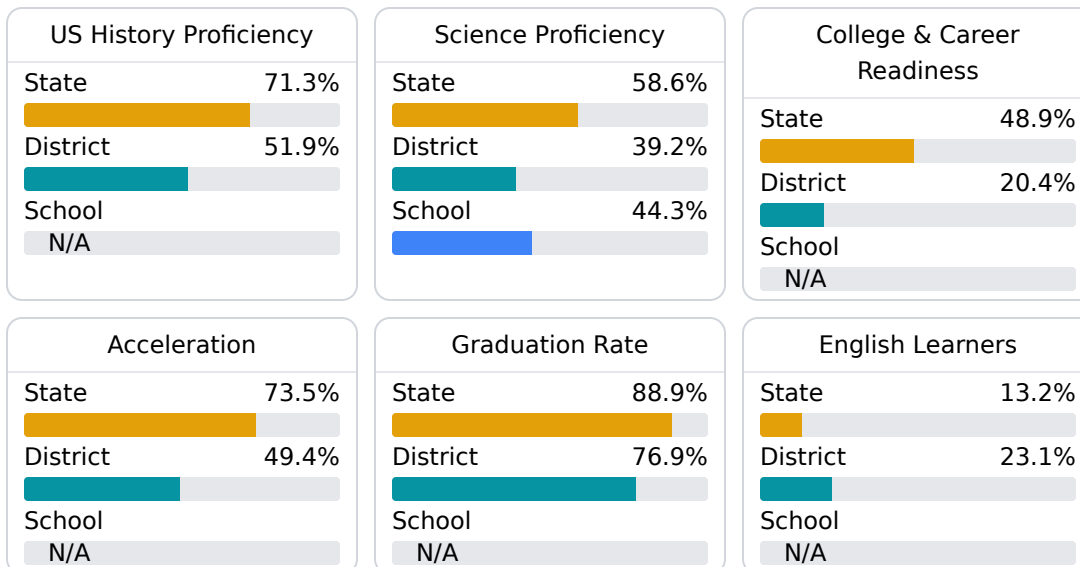 US History Proficiency
State 71.3%
District 51.9%
School
N/A
Science Proficiency
State 58.6%
District 39.2%
School 44.3%
College & Career
Readiness
State 48.9%
District 20.4%
School
N/A
Acceleration
State 73.5%
District 49.4%
School
N/A
Graduation Rate
State 88.9%
District 76.9%
School
N/A
English Learners
State 13.2%
District 23.1%
School
N/A